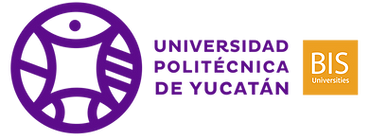 UNIVERSIDAD
POLITÉCNICA
DE YUCATÁN
BIS
Universities